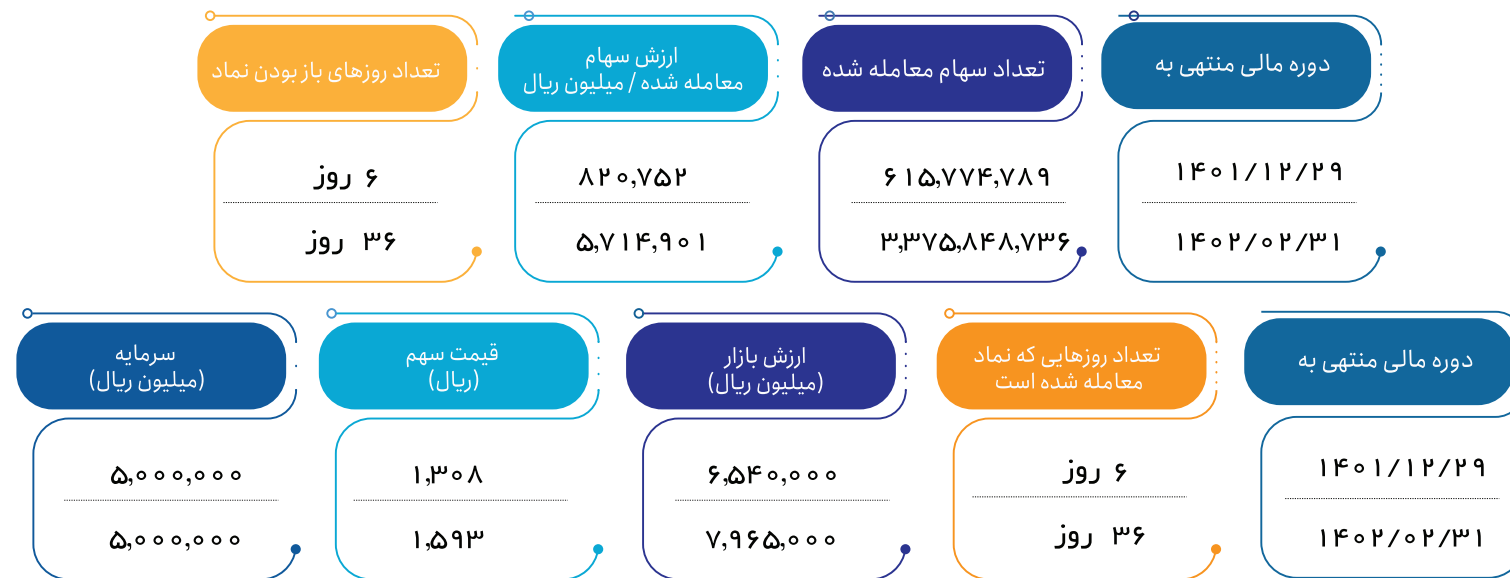 دوره مالی منتهی به
۱۴۰۱/۱۲/۲۹
۱۴۰۲/۰۲/۳۱
تعداد سهام معامله شده
۶۱۵,۷۷۴,۷۸۹
۳,۳۷۵,۸۴۸,۷۳۶
ارزش سهام
معامله شده / میلیون ریال
۸۲۰,۷۵۲
۵,۷۱۴,۹۰۱
تعداد روزهای باز بودن نماد
۶ روز
۳۶ روز
دوره مالی منتهی به
۱۴۰۱/۱۲/۲۹
۱۴۰۲/۰۲/۳۱
تعداد روزهایی که نماد
معامله شده است
۶ روز
۳۶ روز
ارزش بازار
(میلیون ریال)
۶,۵۴۰,۰۰۰
۷,۹۶۵,۰۰۰
قیمت سهم
(ریال)
۱,۳۰۸
۱,۵۹۳
سرمایه
(میلیون ریال)
۵,۰۰۰,۰۰۰
۵,۰۰۰,۰۰۰